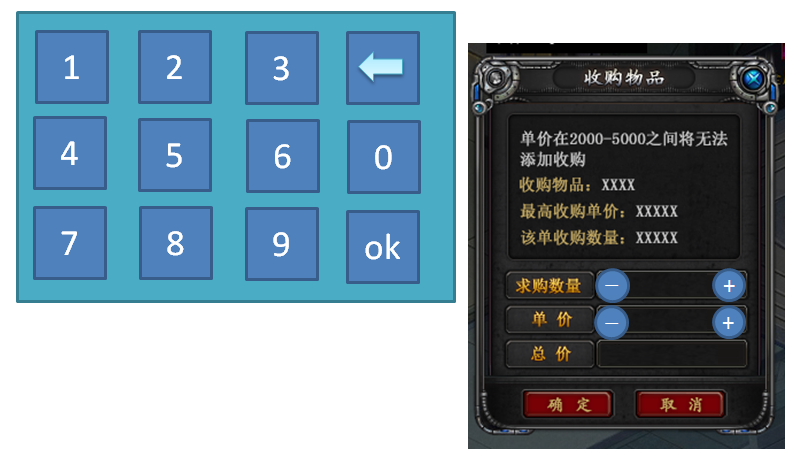 1 2 3
4 5 6 0
7 8 9 ok
收购物品
单价在2000-5000之间将无法
添加收购
收购物品：XXXX
最高收购单价：XXXXX
该单收购数量：XXXXX
求购数量 － +
单 价 － +
总 价
确 定 取 消